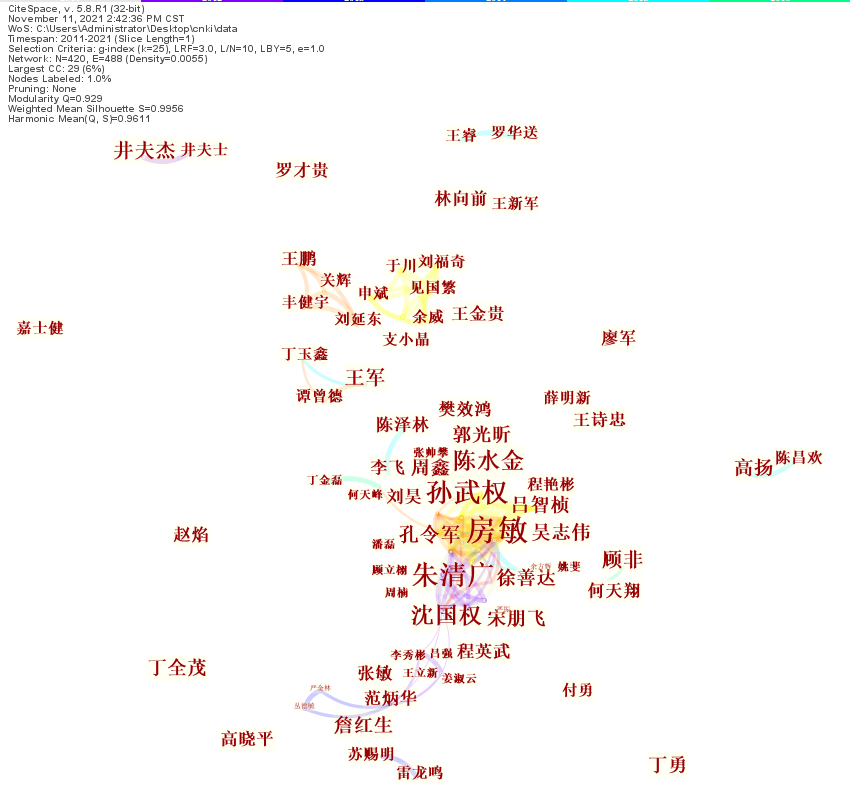 CiteSpace, v. 5.8.R1 (32-bit)
November 11, 2021 2:42:36 PM CST
WoS: C:\Users\Administrator\Desktop\cnki\data
Timespan: 2011-2021 (Slice Length=1)
Selection Criteria: g-index (k=25), LRF=3.0, L/N=10, LBY=5, e=1.0
Network: N=420, E=488 (Density=0.0055)
Largest CC: 29 (6%)
Nodes Labeled: 1.0%
Pruning: None
Modularity Q=0.929
Weighted Mean Silhouette S=0.9956
Harmonic Mean(Q, S)=0.9611
王睿 罗华送
井夫杰 井夫士
罗才贵
林向前 王新军
王鹏
于川 刘福奇
关辉
申斌 见国繁
丰健宇
刘延东 余威 王金贵
嘉士健
支小晶
廖军
丁玉鑫
王军
谭曾德
薛明新
樊效鸿
王诗忠
陈泽林
郭光昕
张帅攀
李飞 周鑫 陈水金
高扬 陈昌欢
丁金磊
何天峰 刘昊 孙武权 程艳彬
吕智桢
赵焰
孔令军 房敏 吴志伟
潘磊
顾非
顾立栩 朱清广 徐善达 姚斐
周楠
何天翔
沈国权 宋朋飞
李秀彬 吕强 程英武
丁全茂
张敏 王立新 姜淑云
严金林
付勇
范炳华
詹红生
高晓平
苏赐明
丁勇
雷龙鸣